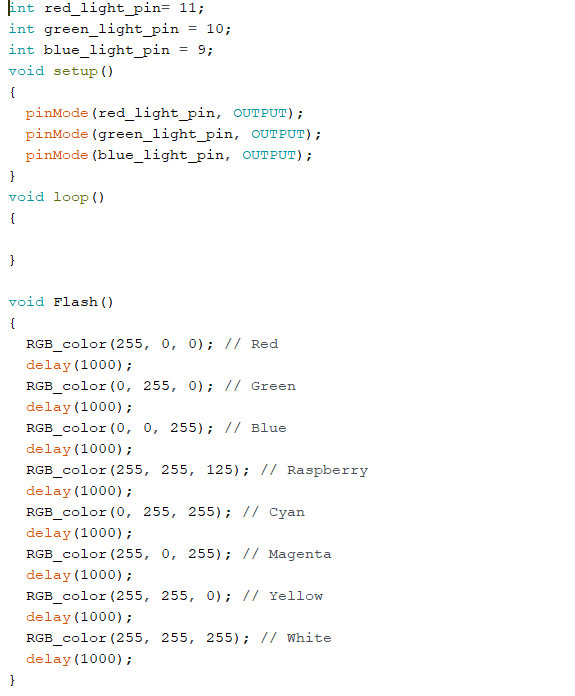 int red_light_pin= 11;
int green_light_pin = 10;
int blue_light_pin = 9;
void setup()
{
  pinMode(red_light_pin, OUTPUT);
  pinMode(green_light_pin, OUTPUT);
  pinMode(blue_light_pin, OUTPUT);
}
void loop()
{

}

void Flash()
{
  RGB_color(255, 0, 0); // Red
  delay(1000);
  RGB_color(0, 255, 0); // Green
  delay(1000);
  RGB_color(0, 0, 255); // Blue
  delay(1000);
  RGB_color(255, 255, 125); // Raspberry
  delay(1000);
  RGB_color(0, 255, 255); // Cyan
  delay(1000);
  RGB_color(255, 0, 255); // Magenta
  delay(1000);
  RGB_color(255, 255, 0); // Yellow
  delay(1000);
  RGB_color(255, 255, 255); // White
  delay(1000);
}